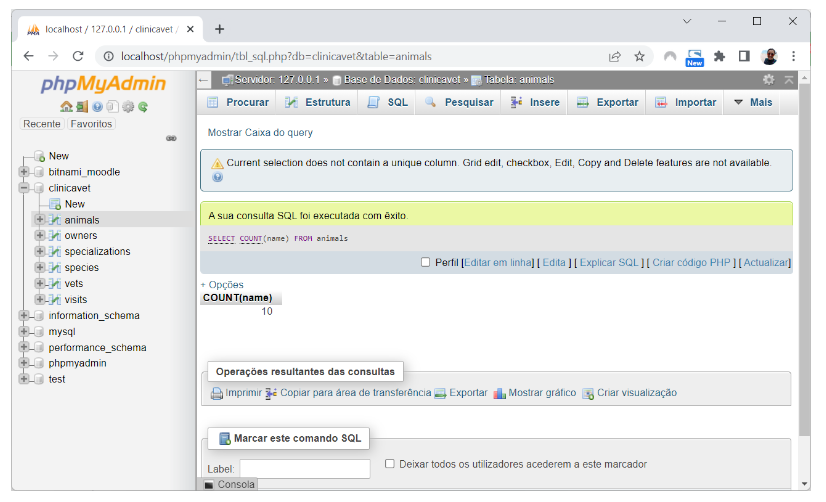 localhost / 127.0.0.1 / clinicavet /
localhost/phpmyadmin/tbl_sql.php?db=clinicavet&table=animals
New
phpMyAdmin
Recente Favoritos
New
bitnami_moodle
clinicavet
New
animals
owners
specializations
species
vets
visits
information_schema
mysql
performance_schema
phpmyadmin
test
Servidor: 127.0.0.1 » Base de Dados: clinicavet » Tabela: animals
Procurar Estrutura SQL Pesquisar Insere Exportar Importar Mais
Mostrar Caixa do query
Current selection does not contain a unique column. Grid edit, checkbox, Edit, Copy and Delete features are not available.
A sua consulta SQL foi executada com êxito.
SELECT COUNT(name) FROM animals
Perfil [Editar em linha] [ Edita ] [ Explicar SQL ] [ Criar código PHP ] [ Actualizar]
+ Opções
COUNT(name)
10
Operações resultantes das consultas
Imprimir Copiar para área de transferência Exportar Mostrar gráfico Criar visualização
Marcar este comando SQL
Label: Deixar todos os utilizadores acederem a este marcador
Consola